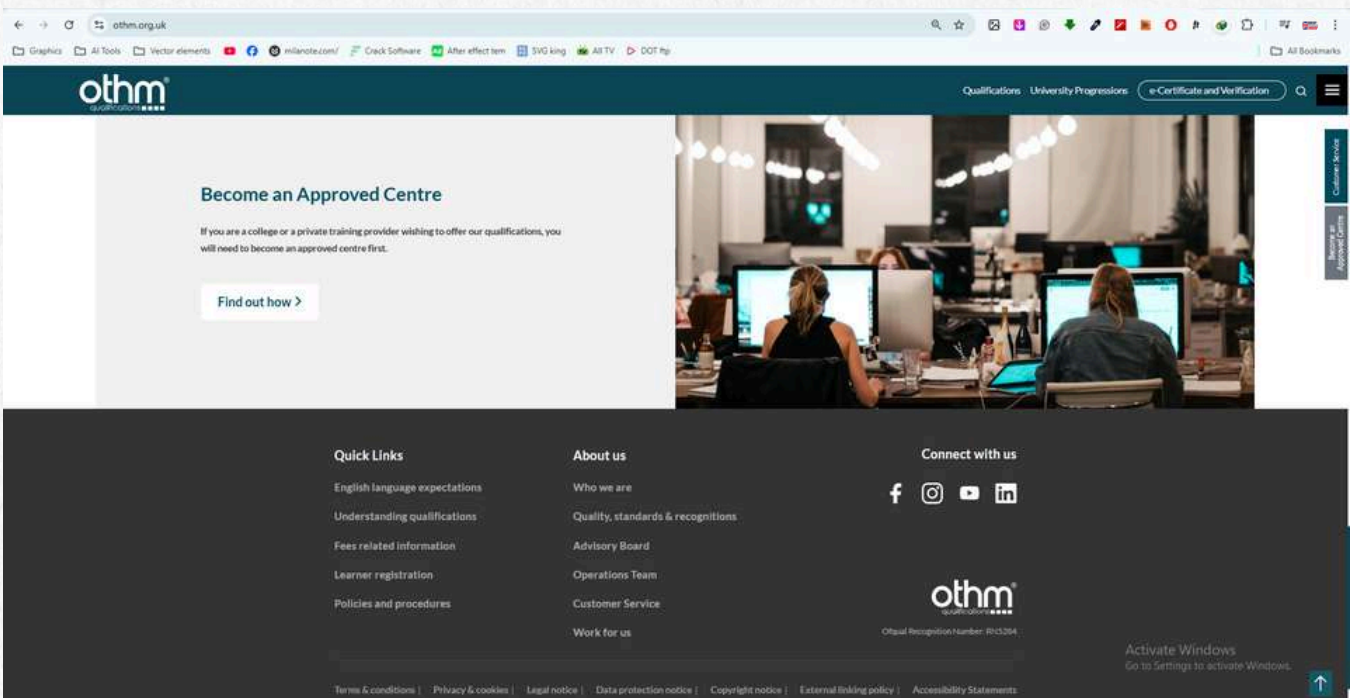 othm.org.uk
Graphics AI Tools Vector elements milanote.com/ Crack Software After effect tem SVG king All TV DOT ftp All Bookmarks
othm
qualifications
Qualifications University Progressions e-Certificate and Verification
Customer Service
Become an
Approved Centre
Become an Approved Centre
If you are a college or a private training provider wishing to offer our qualifications, you
will need to become an approved centre first.
Find out how >
Quick Links
English language expectations
Understanding qualifications
Fees related information
Learner registration
Policies and procedures
About us
Who we are
Quality, standards & recognitions
Advisory Board
Operations Team
Customer Service
Work for us
Connect with us
othm
qualifications
Ofqual Recognition Number: RN5284
Activate Windows
Go to Settings to activate Windows.
Terms & conditions | Privacy & cookies | Legal notice | Data protection notice | Copyright notice | External linking policy | Accessibility Statements